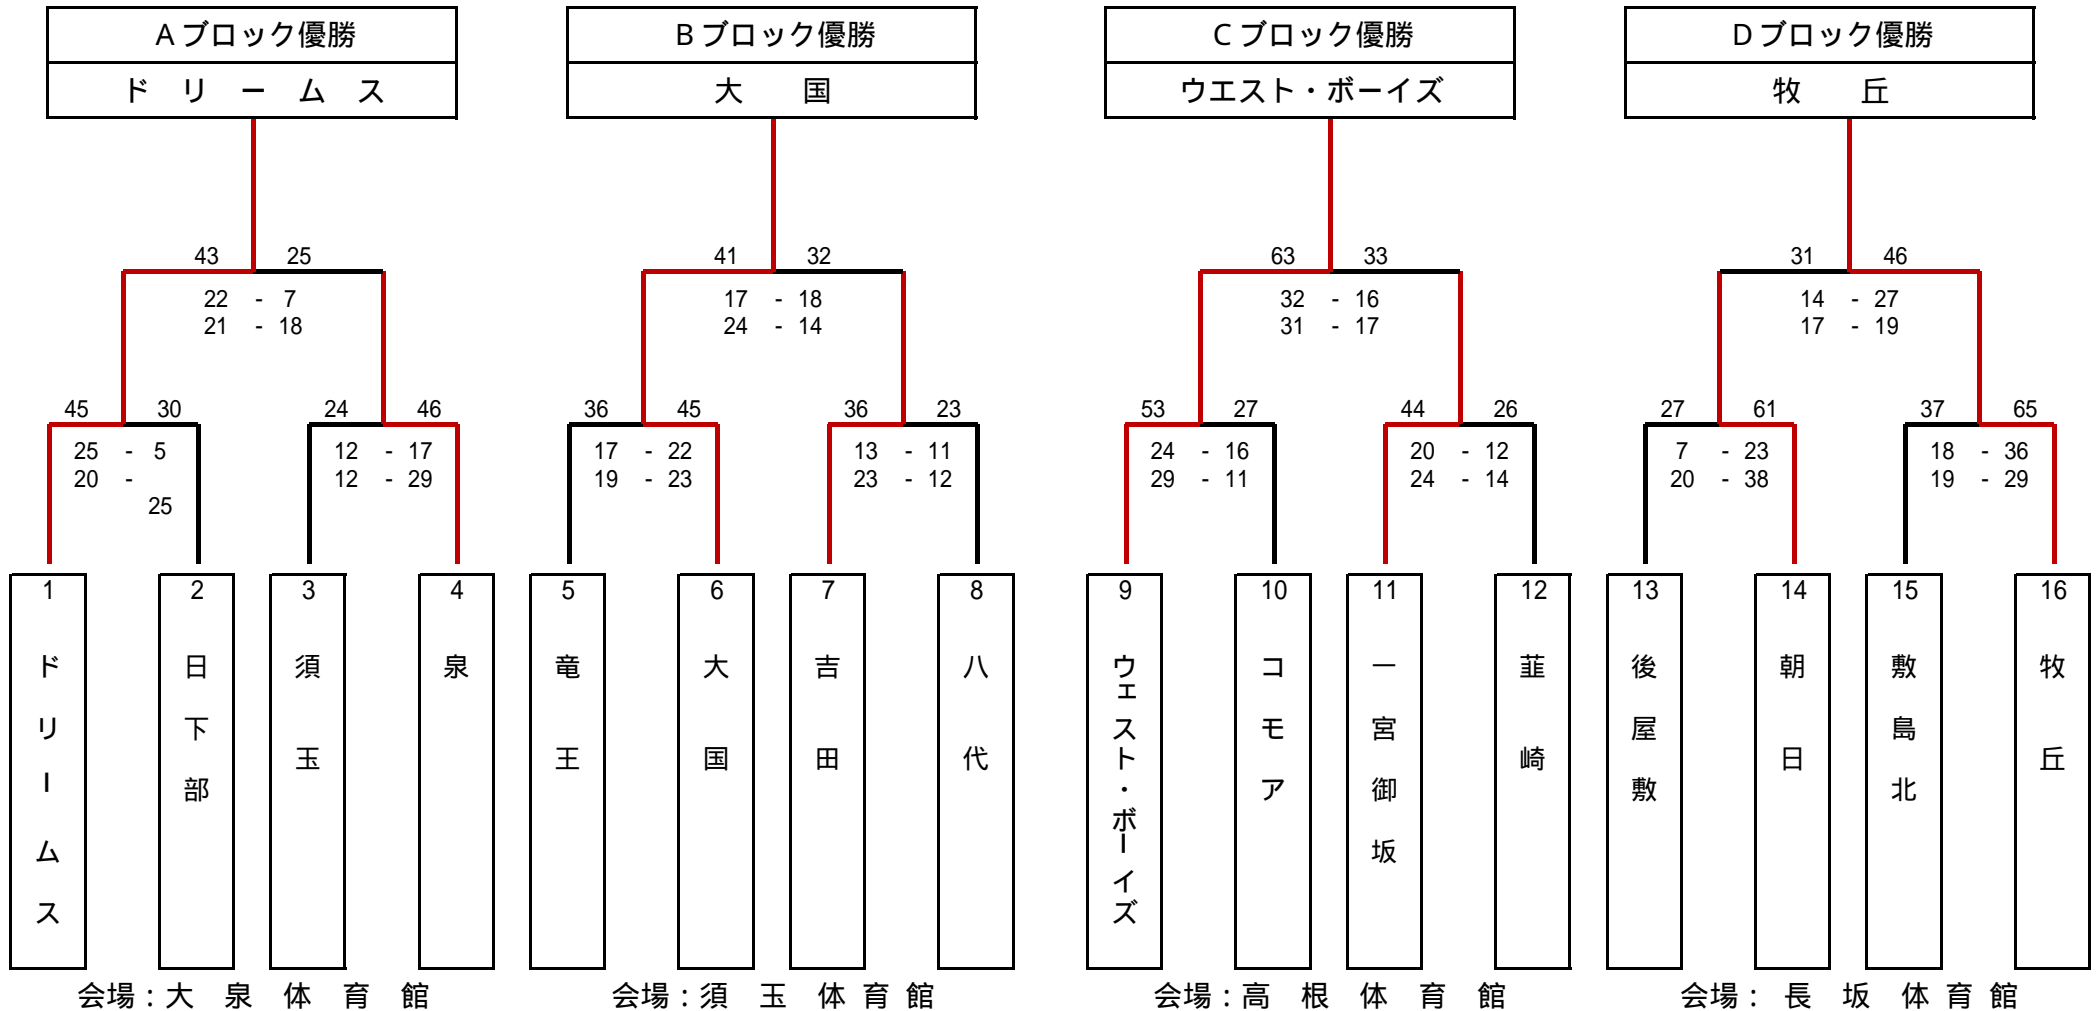 Aブロック優勝 Bブロック優勝 Cブロック優勝 Dブロック優勝
ドリームス 大国 ウエスト・ボーイズ 牧丘
43 25 41 32 63 33 31 46
22 - 7 17 - 18 32 - 16 14 - 27
21 - 18 24 - 14 31 - 17 17 - 19
45 30 24 46 36 45 36 23 53 27 44 26 27 61 37 65
25 - 5 12 - 17 17 - 22 13 - 11 24 - 16 20 - 12 7 - 23 18 - 36
20 - 12 - 29 19 - 23 23 - 12 29 - 11 24 - 14 20 - 38 19 - 29
25
1 2 3 4 5 6 7 8 9 10 11 12 13 14 15 16
ドリームス
日下部
須玉
泉
竜王
大国
吉田
八代
ウェスト・ボーイズ
コモア
一宮御坂
韮崎
後屋敷
朝日
敷島北
牧丘
会場:大泉体育館 会場:須玉体育館 会場:高根体育館 会場:長坂体育館